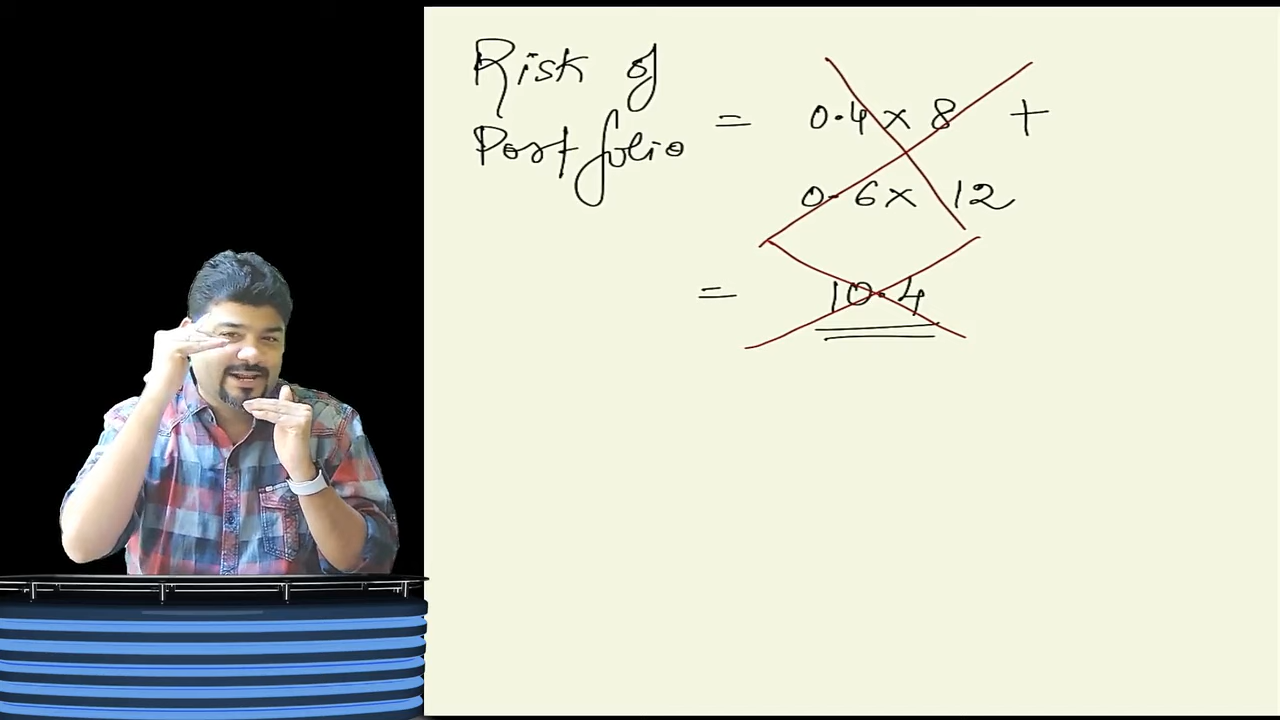 Risk of
Portfolio = 0.4 x 8 +
0.6 x 12
= 10.4